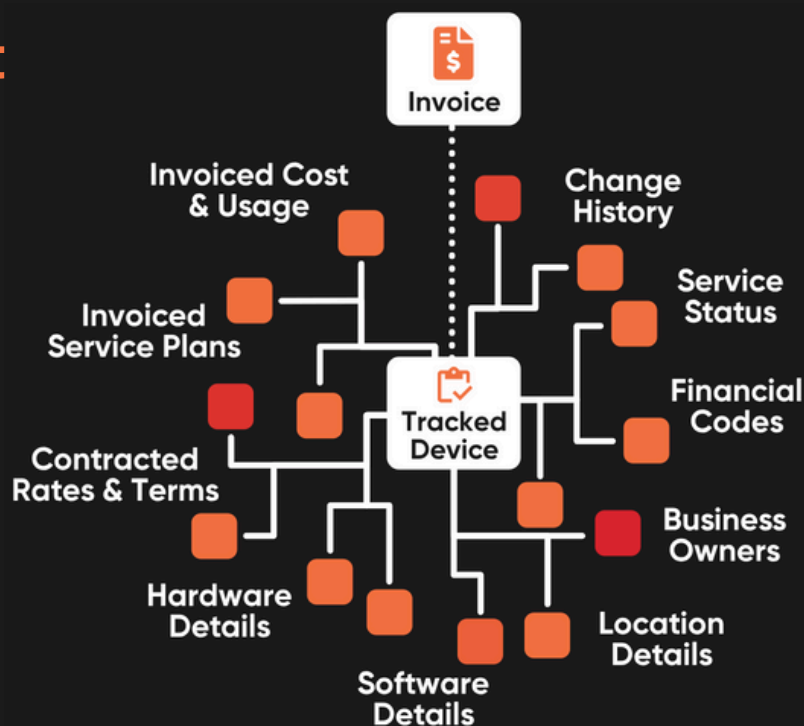 $
Invoice
Invoiced Cost
& Usage
Change
History
Service
Status
Invoiced
Service Plans
Tracked
Device
Financial
Codes
Contracted
Rates & Terms
Business
Owners
Hardware
Details
Location
Details
Software
Details